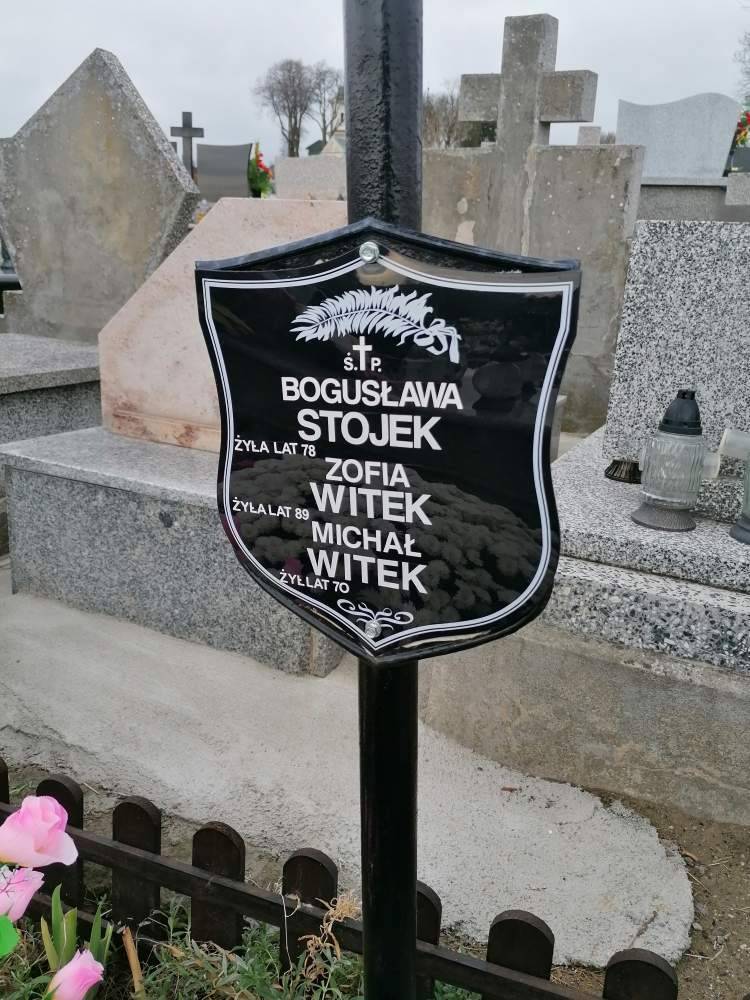 Ś. P.
BOGUSŁAWA
STOJEK
ŻYŁA LAT 78
ZOFIA
WITEK
ŻYŁA LAT 89
MICHAŁ
WITEK
ŻYŁ LAT 70